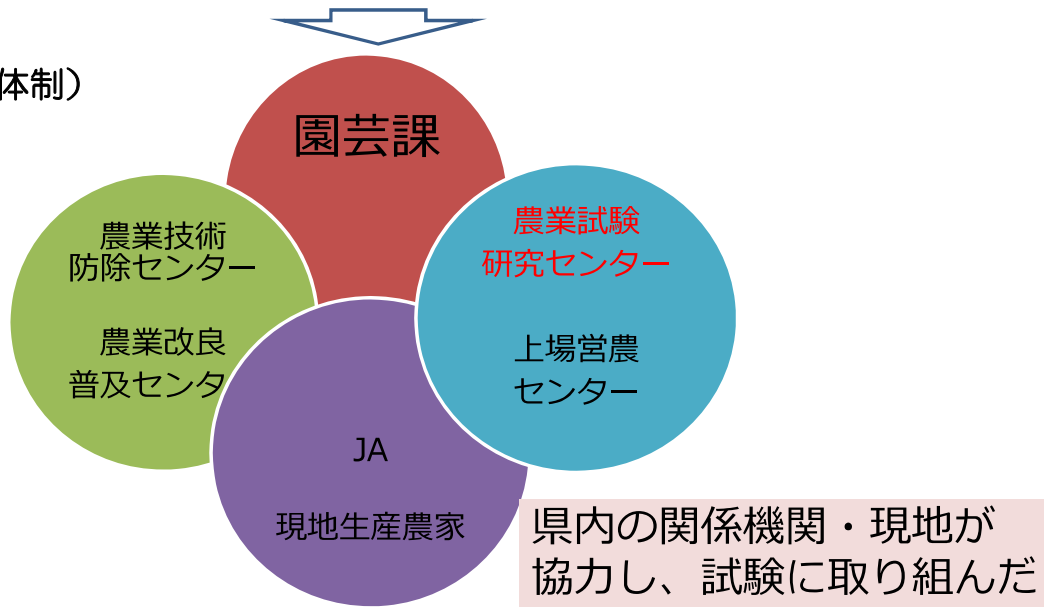 体制）
園芸課
農業技術
防除センター
農業改良
普及センタ
農業試験
研究センター
上場営農
センター
JA
現地生産農家
県内の関係機関・現地が
協力し、試験に取り組んだ